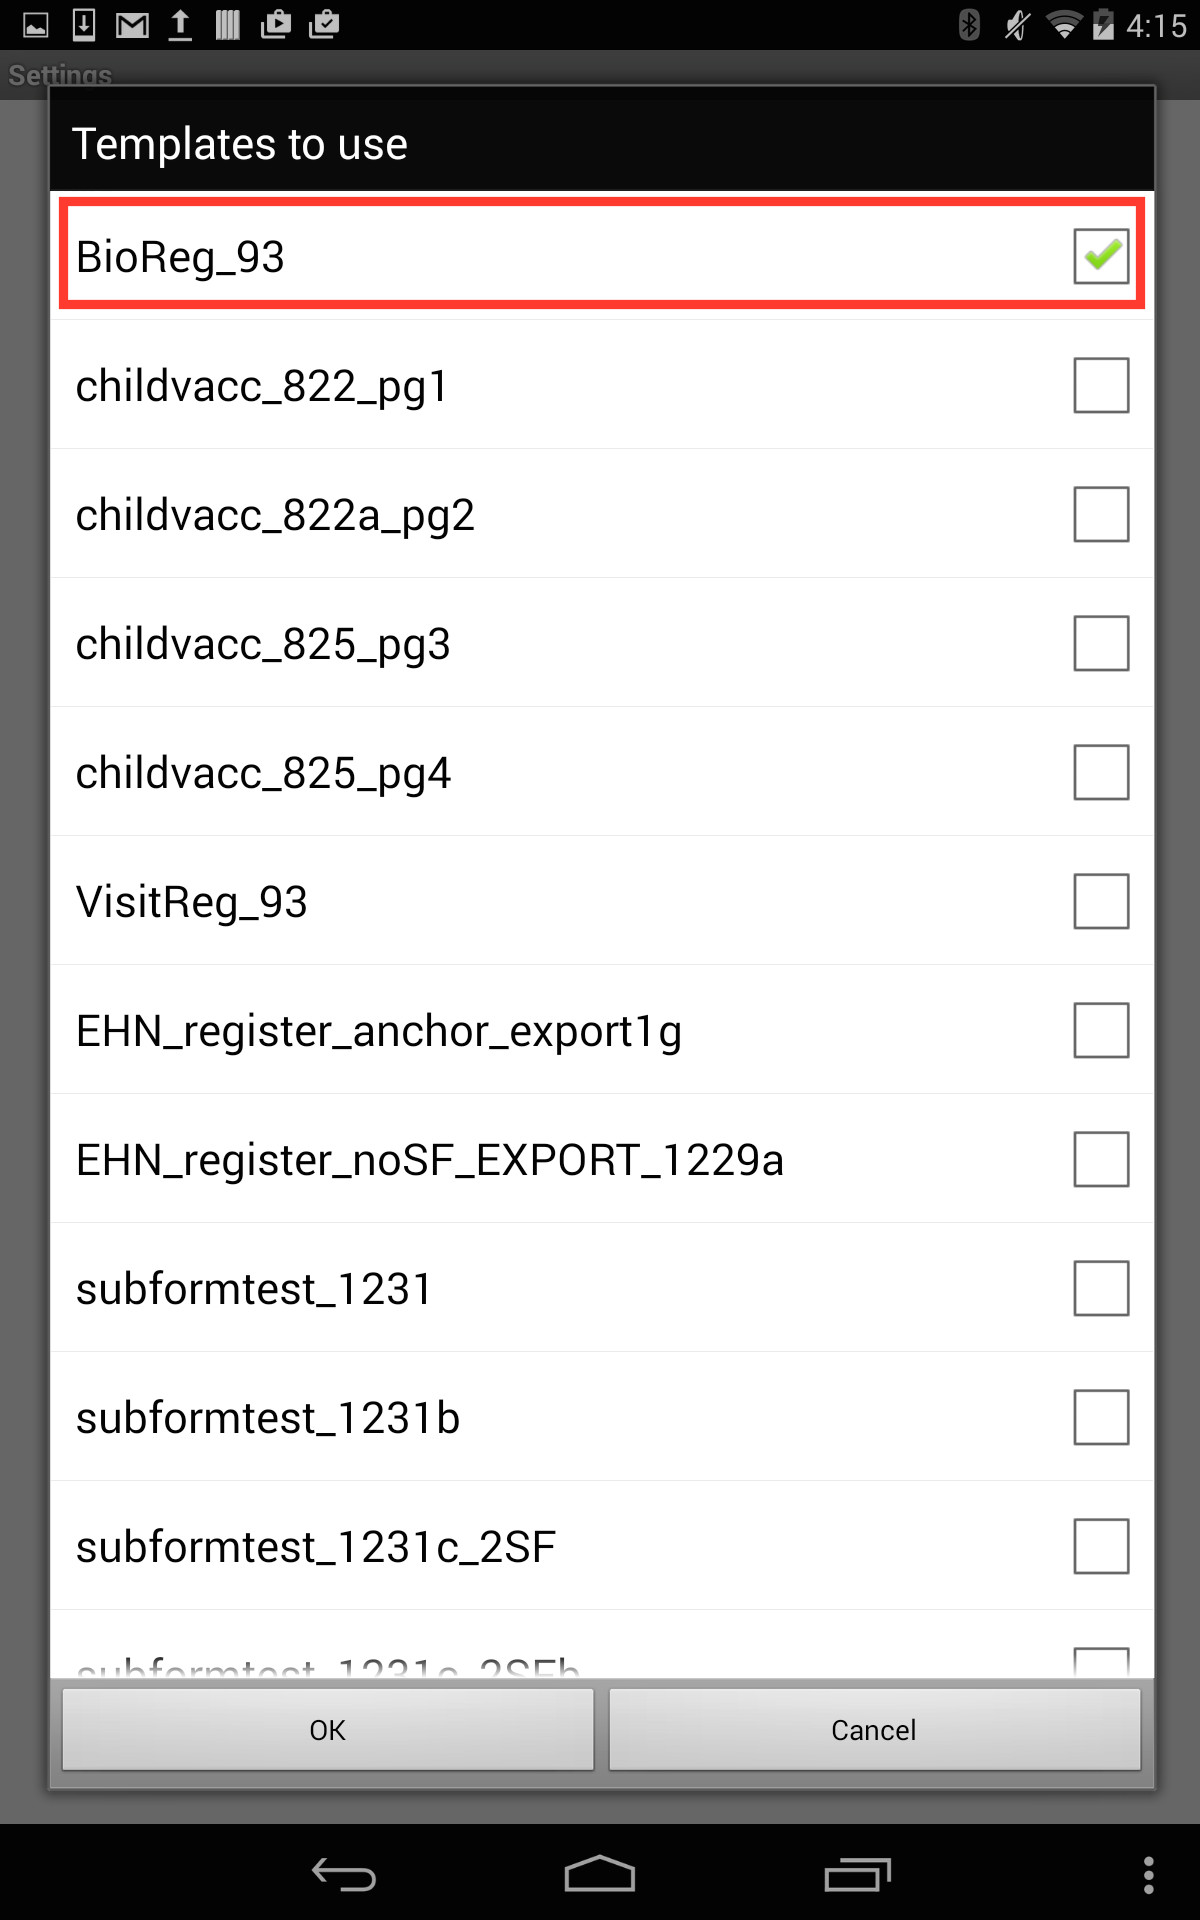 4:15
Settings
Templates to use
BioReg_93
childvacc_822_pg1
childvacc_822a_pg2
childvacc_825_pg3
childvacc_825_pg4
VisitReg_93
EHN_register_anchor_export1g
EHN_register_noSF_EXPORT_1229a
subformtest_1231
subformtest_1231b
subformtest_1231c_2SF
subformtest_1231c_2SFb
OK
Cancel